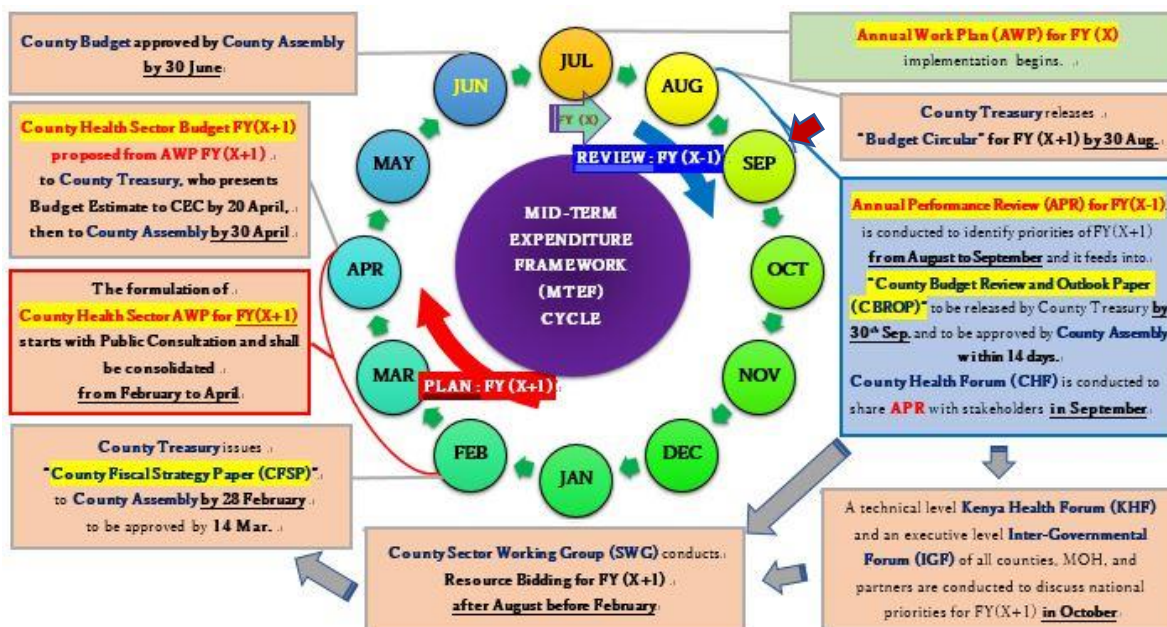 County Budget approved by County Assembly
by 30 June
County Health Sector Budget FY(X+1)
proposed from AWP FY(X+1)
to County Treasury, who presents
Budget Estimate to CEC by 20 April,
then to County Assembly by 30 April
The formulation of
County Health Sector AWP for FY(X+1)
starts with Public Consultation and shall
be consolidated
from February to April
County Treasury issues
"County Fiscal Strategy Paper (CFSP)"
to County Assembly by 28 February
to be approved by 14 Mar.
JUL
AUG
SEP
OCT
NOV
DEC
JAN
FEB
MAR
APR
MAY
JUN
FY (X)
REVIEW : FY (X-1)
MID-TERM
EXPENDITURE
FRAMEWORK
(MTEF)
CYCLE
PLAN : FY (X+1)
Annual Work Plan (AWP) for FY (X)
implementation begins.
County Treasury releases
"Budget Circular" for FY (X+1) by 30 Aug.
Annual Performance Review (APR) for FY(X-1)
is conducted to identify priorities of FY(X+1)
from August to September and it feeds into
"County Budget Review and Outlook Paper
(CBROP)" to be released by County Treasury by
30th Sep. and to be approved by County Assembly
within 14 days.
County Health Forum (CHF) is conducted to
share APR with stakeholders in September
A technical level Kenya Health Forum (KHF)
and an executive level Inter-Governmental
Forum (IGF) of all counties, MOH, and
partners are conducted to discuss national
priorities for FY(X+1) in October
County Sector Working Group (SWG) conducts
Resource Bidding for FY (X+1)
after August before February